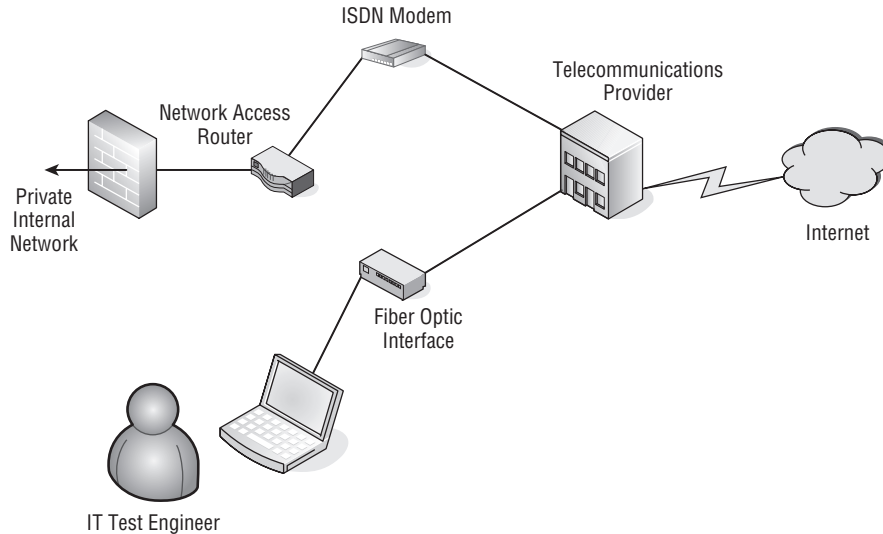 ISDN Modem
Telecommunications
Provider
Network Access
Router
Private
Internal
Network
Internet
Fiber Optic
Interface
IT Test Engineer